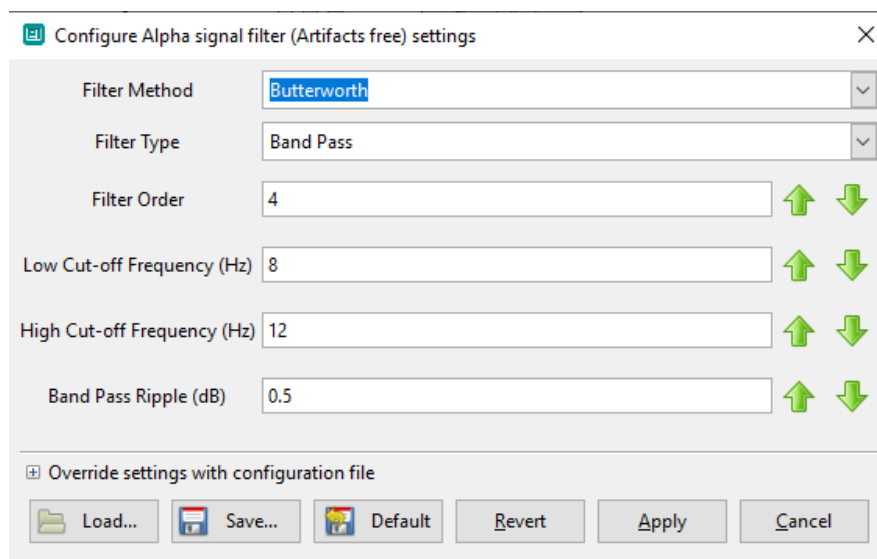 Configure Alpha signal filter (Artifacts free) settings
Filter Method Butterworth
Filter Type Band Pass
Filter Order 4
Low Cut-off Frequency (Hz) 8
High Cut-off Frequency (Hz) 12
Band Pass Ripple (dB) 0.5
Override settings with configuration file
Load... Save... Default Revert Apply Cancel